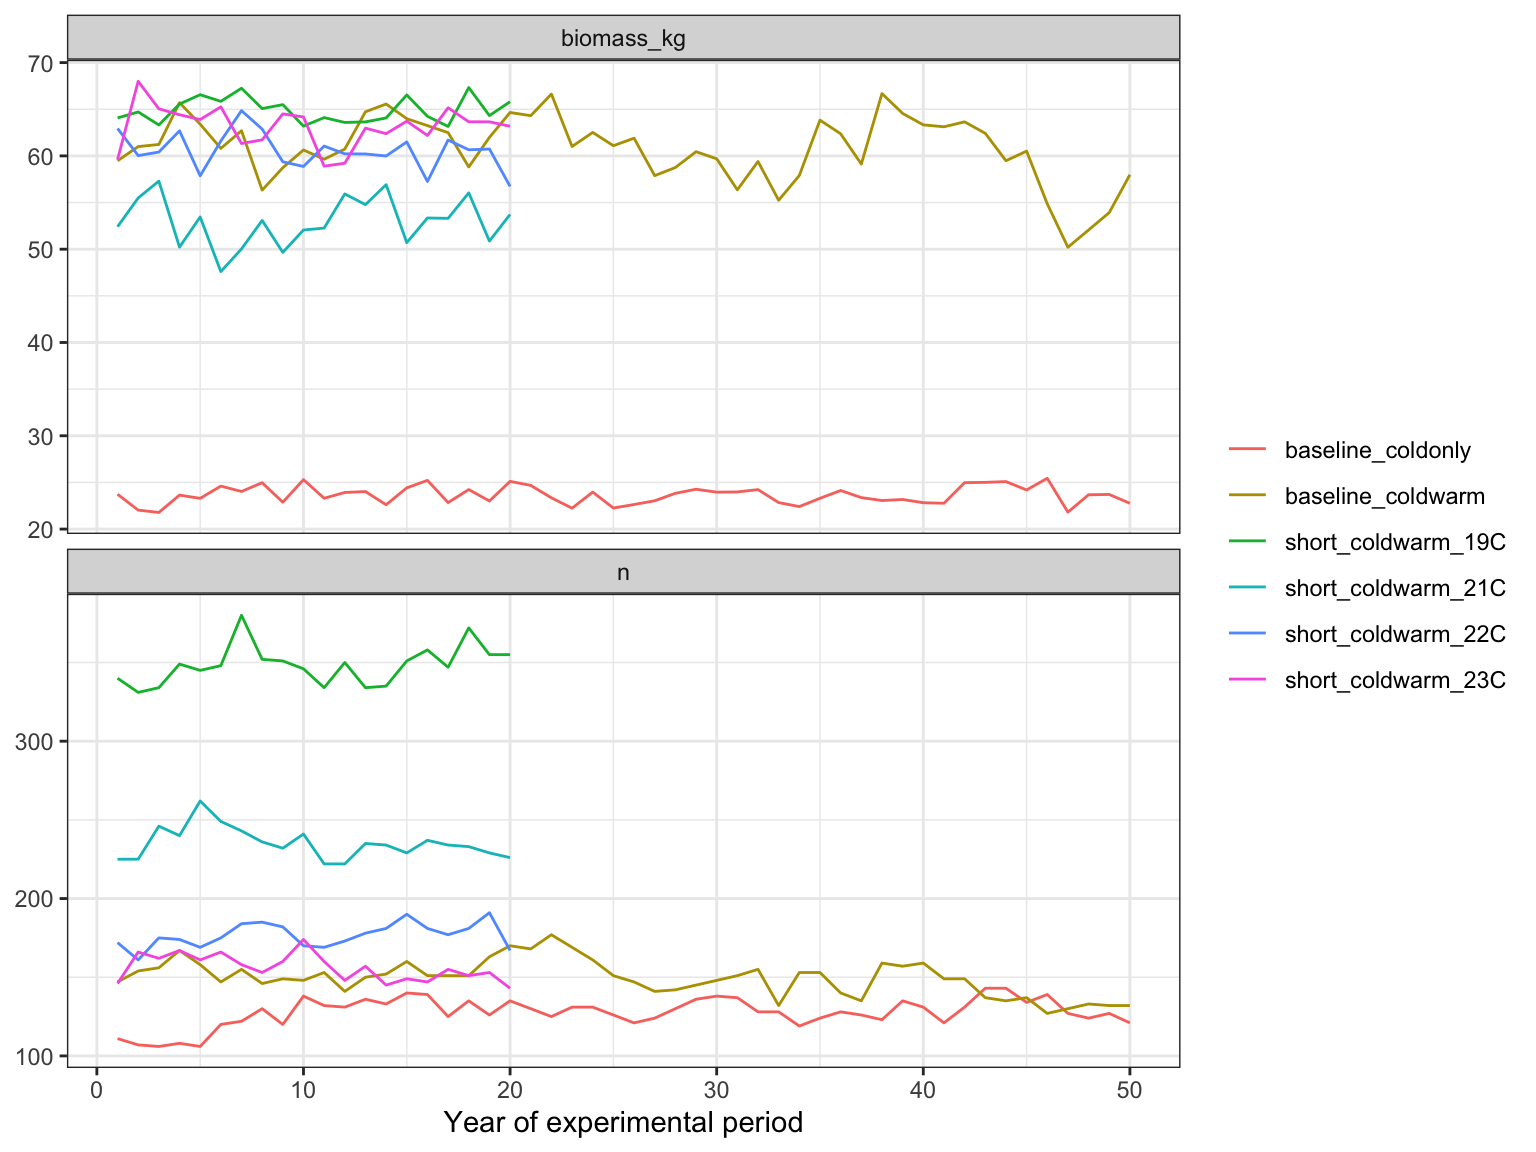 biomass_kg
70
60
50
40
30
20
n
300
200
100
0 10 20 30 40 50
Year of experimental period
baseline_coldonly
baseline_coldwarm
short_coldwarm_19C
short_coldwarm_21C
short_coldwarm_22C
short_coldwarm_23C